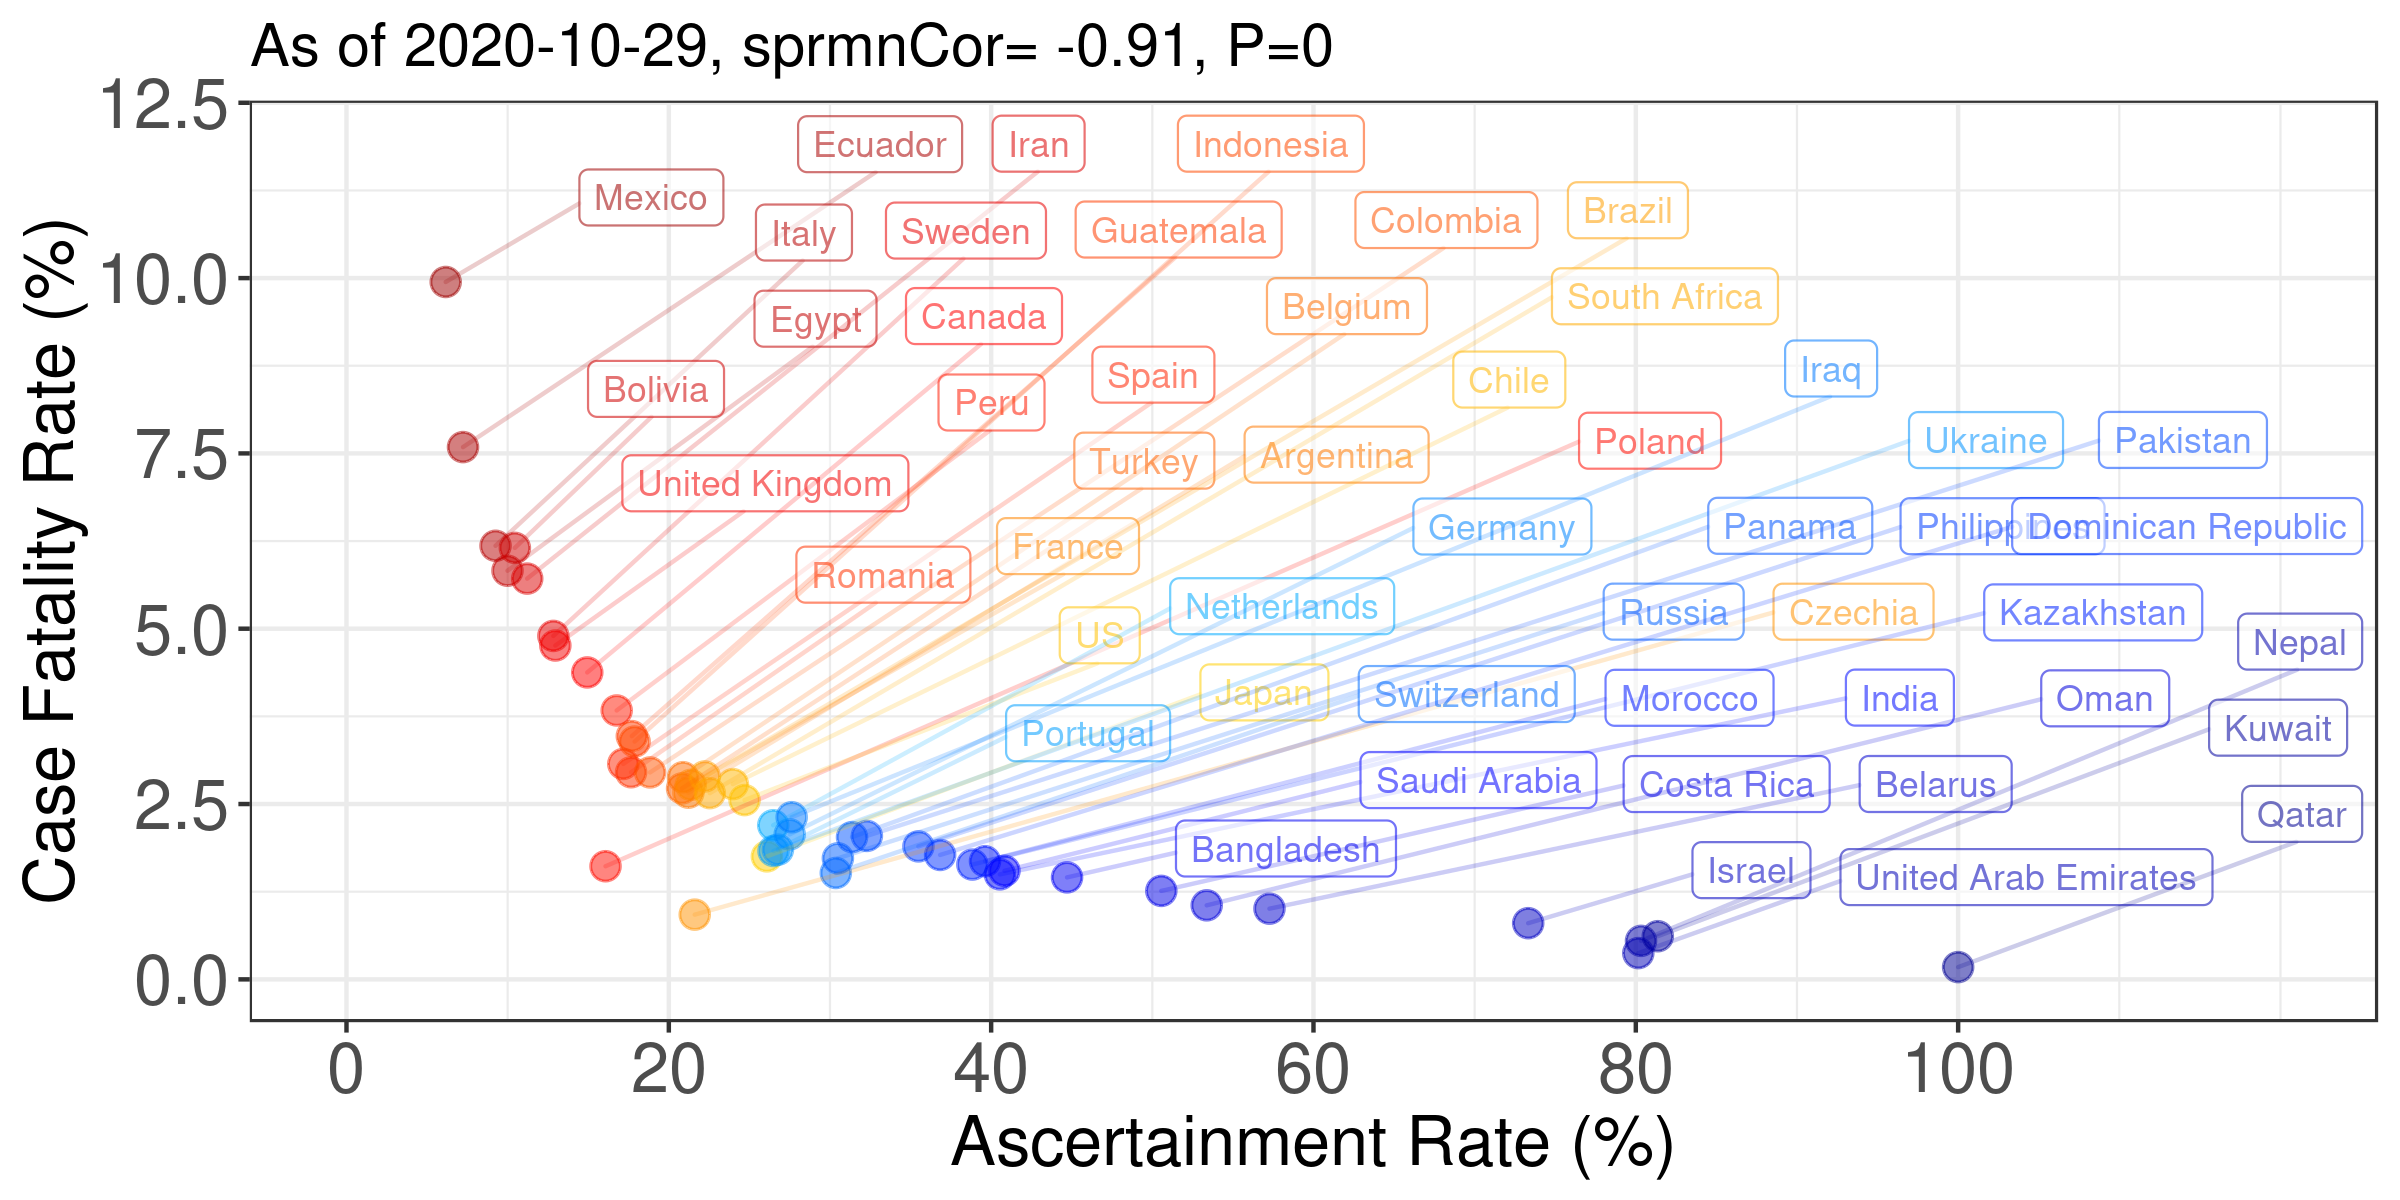 As of 2020-10-29, sprmnCor= -0.91, P=0
12.5
10.0
7.5
5.0
2.5
0.0
Case Fatality Rate (%)
Ecuador
Iran
Indonesia
Mexico
Italy
Sweden
Guatemala
Colombia
Brazil
Egypt
Canada
Belgium
South Africa
Bolivia
Peru
Spain
Chile
Iraq
United Kingdom
Turkey
Argentina
Poland
Ukraine
Pakistan
Romania
France
Germany
Panama
Philippines
Dominican Republic
US
Netherlands
Russia
Czechia
Kazakhstan
Nepal
Portugal
Japan
Switzerland
Morocco
India
Oman
Kuwait
Saudi Arabia
Costa Rica
Belarus
Qatar
Bangladesh
Israel
United Arab Emirates
0
20
40
60
80
100
Ascertainment Rate (%)